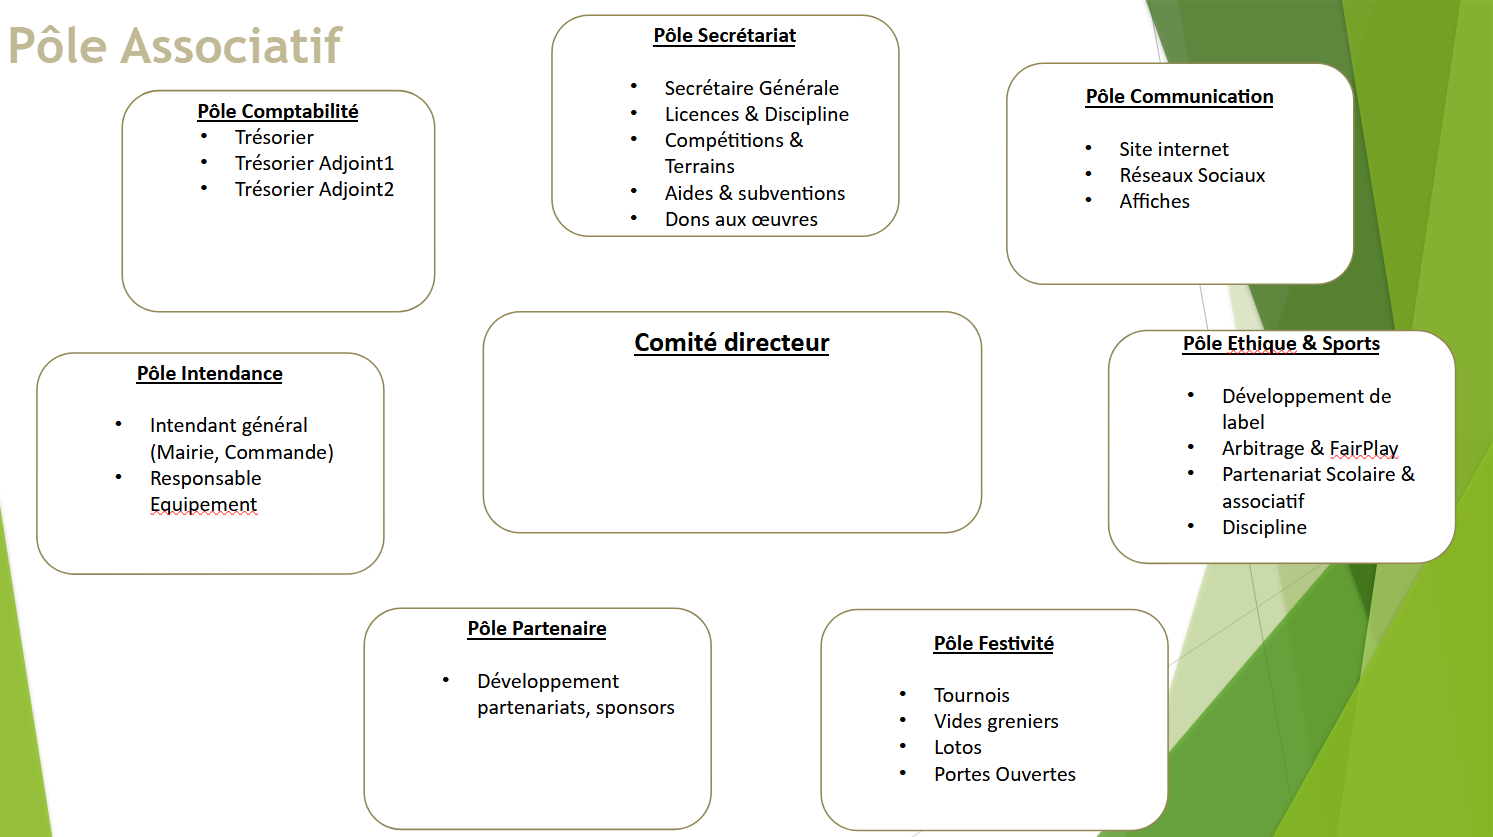 Pôle Associatif
Pôle Secrétariat
• Secrétaire Générale
• Licences & Discipline
• Compétitions &
Terrains
• Aides & subventions
• Dons aux œuvres
Pôle Comptabilité
• Trésorier
• Trésorier Adjoint1
• Trésorier Adjoint2
Pôle Communication
• Site internet
• Réseaux Sociaux
• Affiches
Comité directeur
Pôle Intendance
• Intendant général
(Mairie, Commande)
• Responsable
Equipement
Pôle Ethique & Sports
• Développement de
label
• Arbitrage & FairPlay
• Partenariat Scolaire &
associatif
• Discipline
Pôle Partenaire
• Développement
partenariats, sponsors
Pôle Festivité
• Tournois
• Vides greniers
• Lotos
• Portes Ouvertes